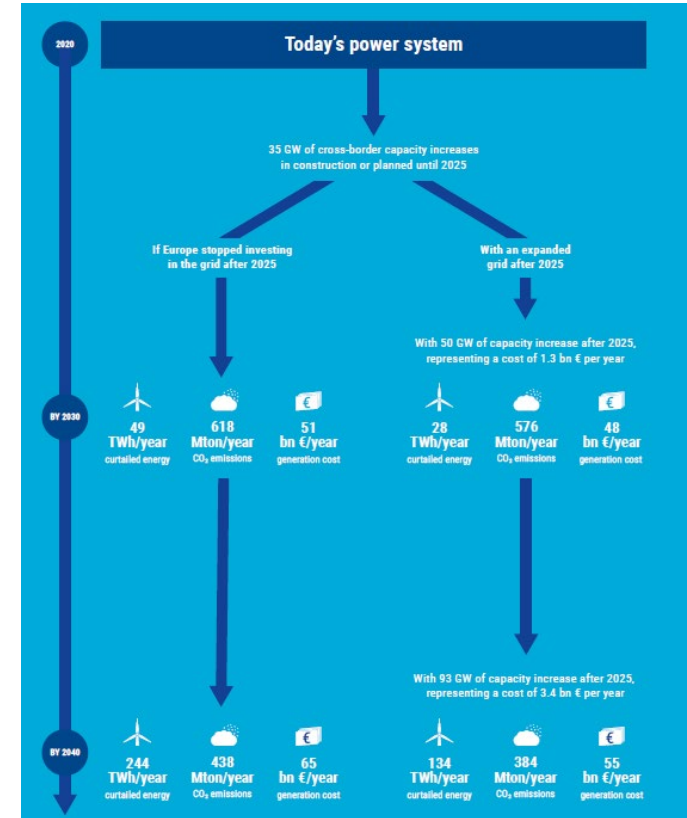 2020
Today's power system
35 GW of cross-border capacity increases
in construction or planned until 2025
If Europe stopped investing
in the grid after 2025
With an expanded
grid after 2025
With 50 GW of capacity increase after 2025,
representing a cost of 1.3 bn € per year
BY 2030
49
TWh/year
curtailed energy
618
Mton/year
CO₂ emissions
€
51
bn €/year
generation cost
28
TWh/year
curtailed energy
576
Mton/year
CO₂ emissions
€
48
bn €/year
generation cost
With 93 GW of capacity increase after 2025,
representing a cost of 3.4 bn € per year
BY 2040
244
TWh/year
curtailed energy
438
Mton/year
CO₂ emissions
€
65
bn €/year
generation cost
134
TWh/year
curtailed energy
384
Mton/year
CO₂ emissions
€
55
bn €/year
generation cost